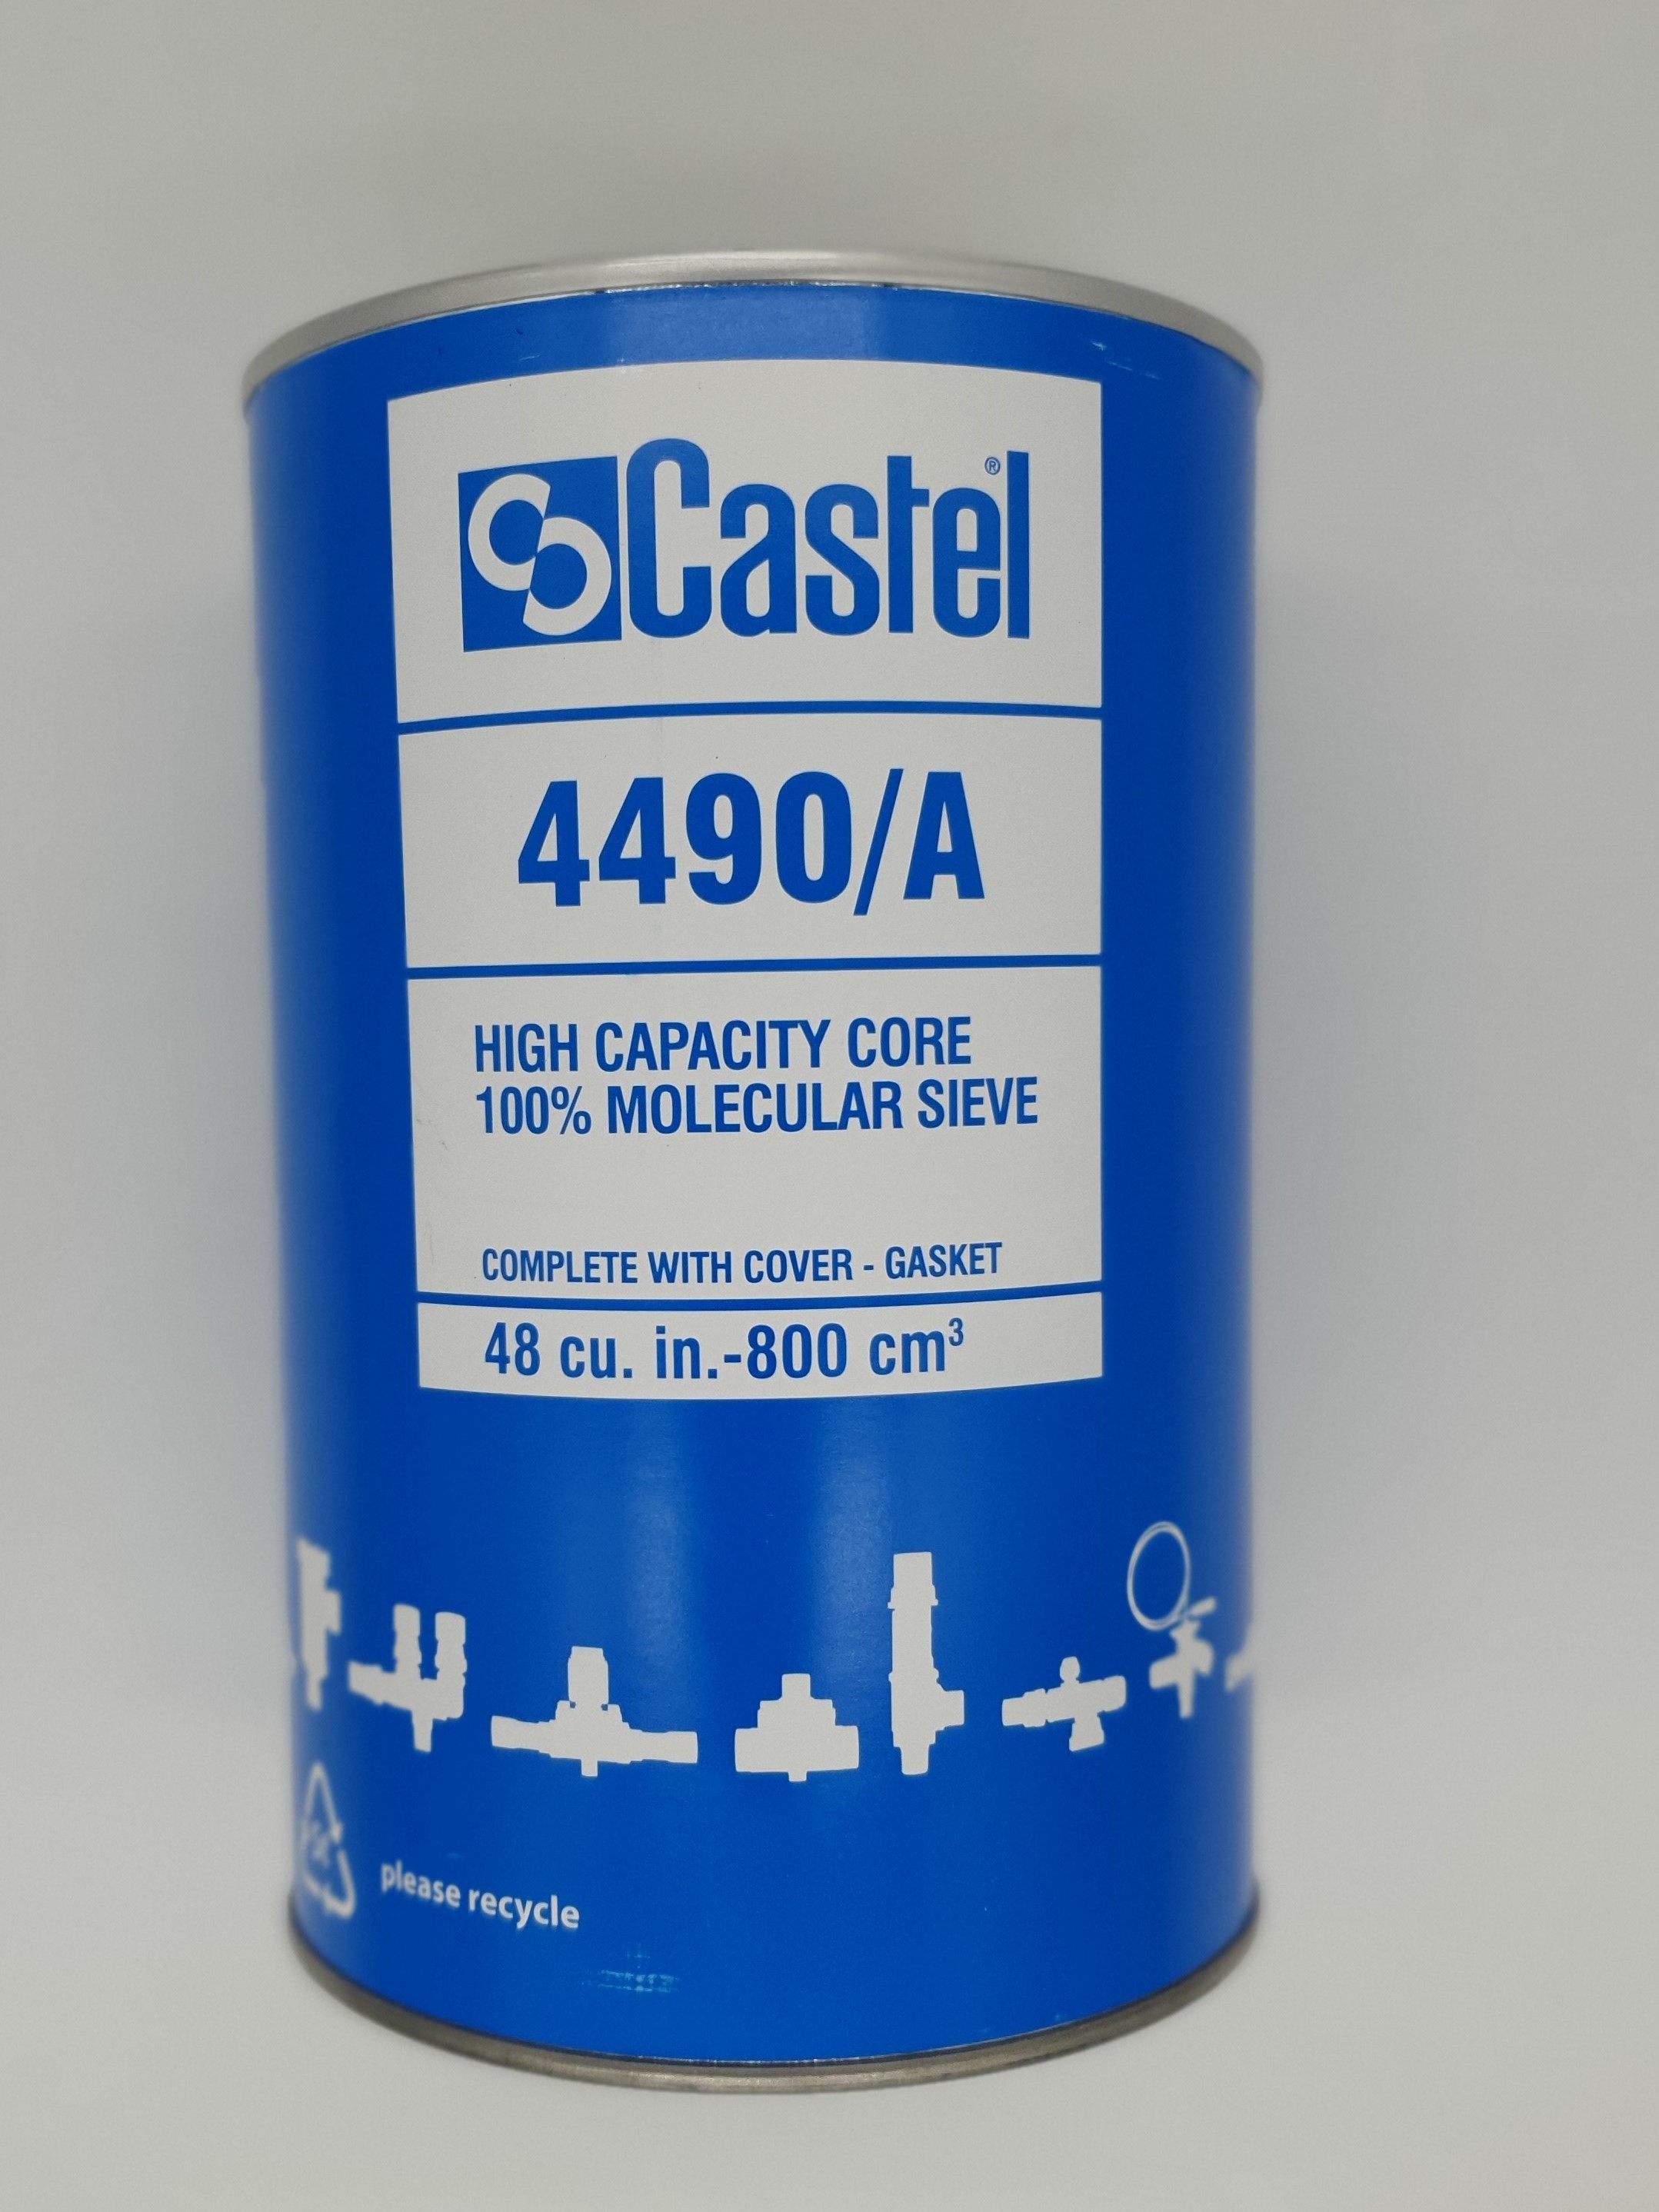 Castel®
4490/A
HIGH CAPACITY CORE
100% MOLECULAR SIEVE
COMPLETE WITH COVER - GASKET
48 cu. in.-800 cm³
please recycle